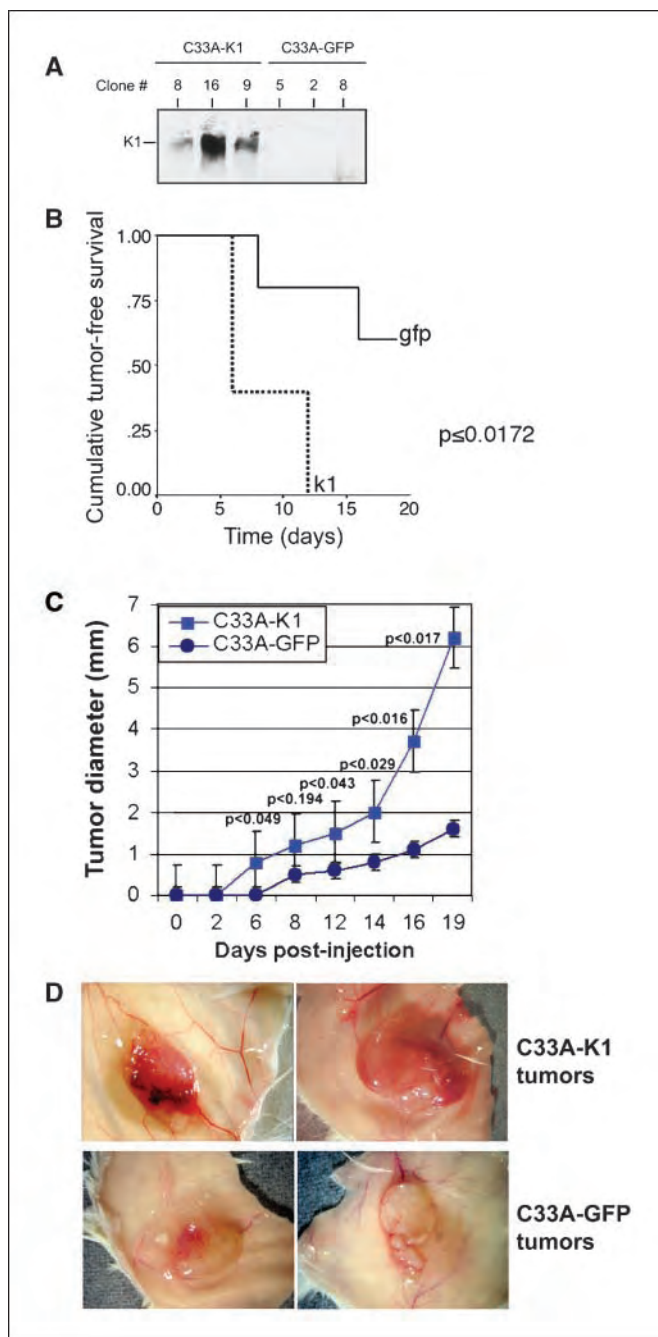 A
C33A-K1 C33A-GFP
Clone # 8 16 9 5 2 8
K1
B
Cumulative tumor-free survival
1.00
.75
.50
.25
0.00
gfp
k1
p≤0.0172
0 5 10 15 20
Time (days)
C
Tumor diameter (mm)
7
6
5
4
3
2
1
0
C33A-K1
C33A-GFP
p<0.049
p<0.194
p<0.043
p<0.029
p<0.016
p<0.017
0 2 6 8 12 14 16 19
Days post-injection
D
C33A-K1
tumors
C33A-GFP
tumors